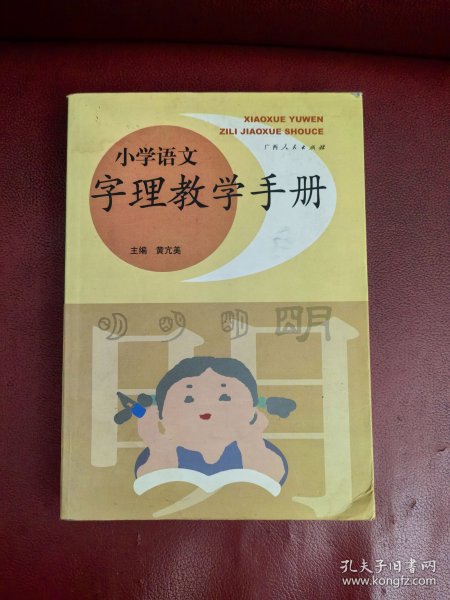 XIAOXUE YUWEN
ZILI JIAOXUE SHOUCE
广西人民出版社
小学语文
字理教学手册
主编 黄亢美
明
明
孔夫子旧书网
www.kongfz.com